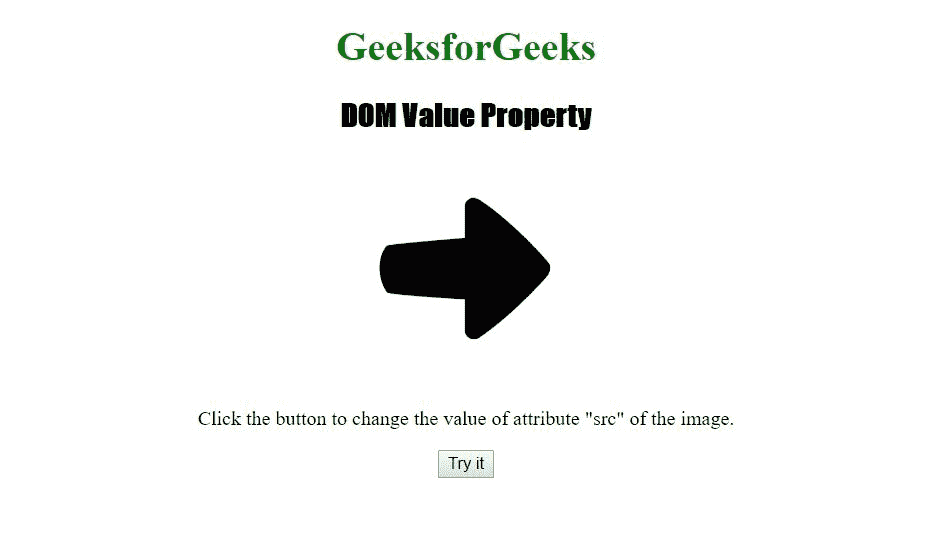 GeeksforGeeks
DOM Value Property
Click the button to change the value of attribute "src" of the image.
Try it